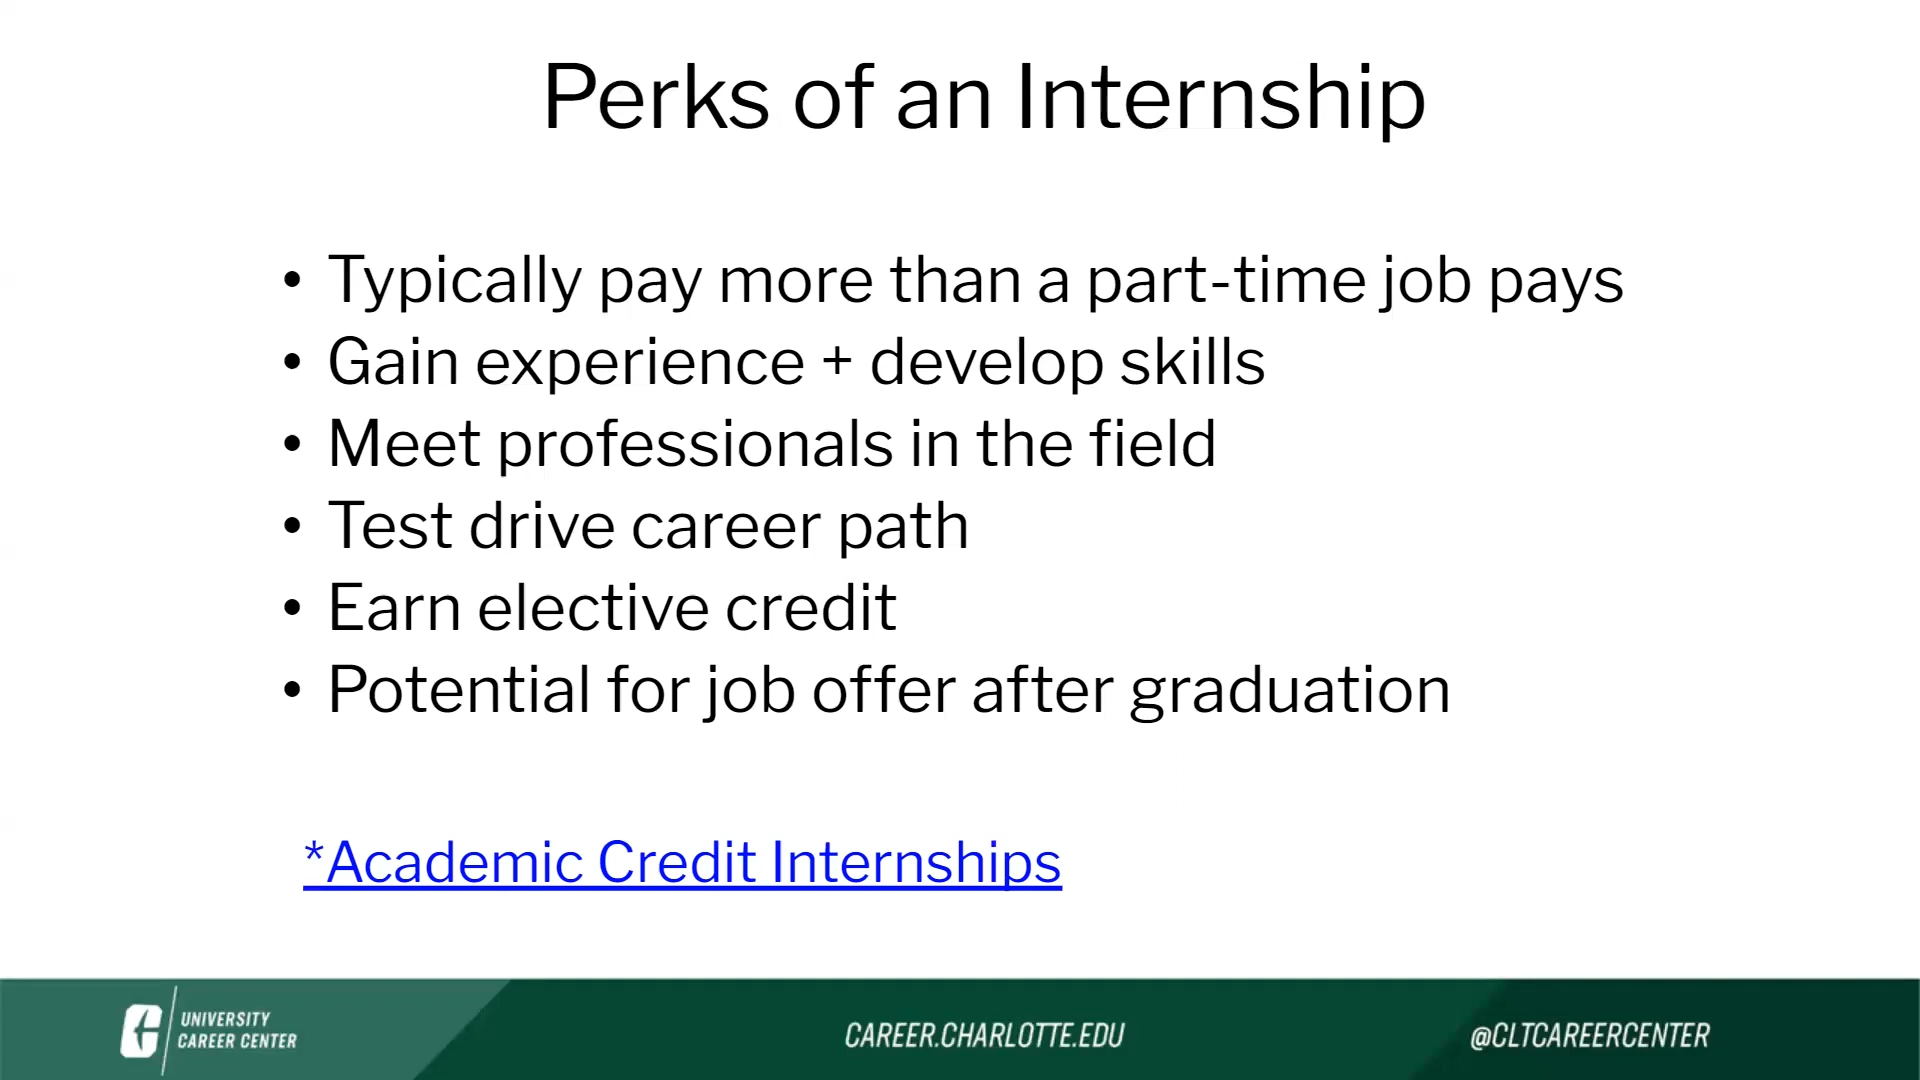 Perks of an Internship
• Typically pay more than a part-time job pays
• Gain experience + develop skills
• Meet professionals in the field
• Test drive career path
• Earn elective credit
• Potential for job offer after graduation
*Academic Credit Internships
UNIVERSITY
CAREER CENTER
CAREER.CHARLOTTE.EDU
@CLTCAREERCENTER